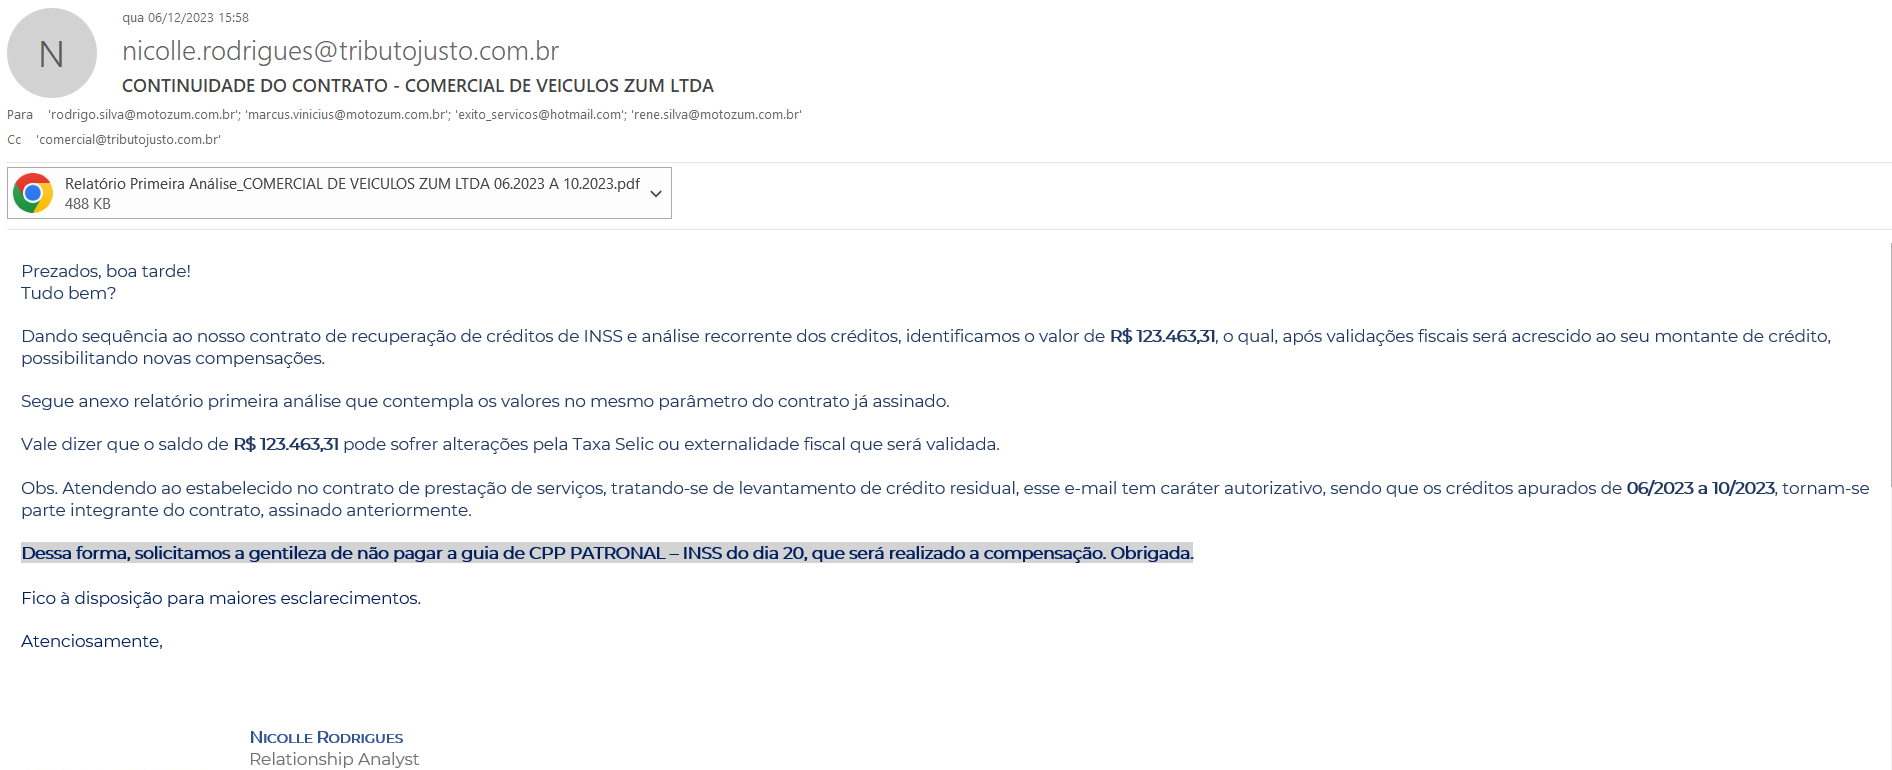 N
qua 06/12/2023 15:58
nicolle.rodrigues@tributojusto.com.br
CONTINUIDADE DO CONTRATO - COMERCIAL DE VEICULOS ZUM LTDA
Para 'rodrigo.silva@motozum.com.br'; 'marcus.vinicius@motozum.com.br'; 'exito_servicos@hotmail.com'; 'rene.silva@motozum.com.br'
Cc 'comercial@tributojusto.com.br'
Relatório Primeira Análise_COMERCIAL DE VEICULOS ZUM LTDA 06.2023 A 10.2023.pdf
488 KB
Prezados, boa tarde!
Tudo bem?
Dando sequência ao nosso contrato de recuperação de créditos de INSS e análise recorrente dos créditos, identificamos o valor de R$ 123.463,31, o qual, após validações fiscais será acrescido ao seu montante de crédito,
possibilitando novas compensações.
Segue anexo relatório primeira análise que contempla os valores no mesmo parâmetro do contrato já assinado.
Vale dizer que o saldo de R$ 123.463,31 pode sofrer alterações pela Taxa Selic ou externalidade fiscal que será validada.
Obs. Atendendo ao estabelecido no contrato de prestação de serviços, tratando-se de levantamento de crédito residual, esse e-mail tem caráter autorizativo, sendo que os créditos apurados de 06/2023 a 10/2023, tornam-se
parte integrante do contrato, assinado anteriormente.
Dessa forma, solicitamos a gentileza de não pagar a guia de CPP PATRONAL – INSS do dia 20, que será realizado a compensação. Obrigada.
Fico à disposição para maiores esclarecimentos.
Atenciosamente,
NICOLLE RODRIGUES
Relationship Analyst